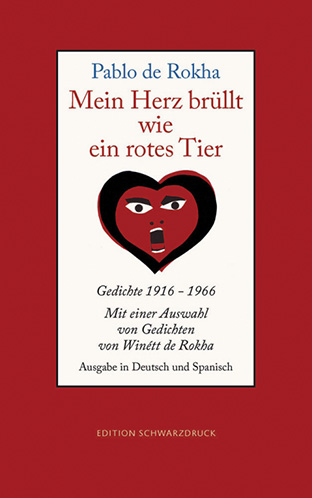 Pablo de Rokha
Mein Herz brüllt
wie
ein rotes Tier
Gedichte 1916 – 1966
Mit einer Auswahl
von Gedichten
von Winétt de Rokha
Ausgabe in Deutsch und Spanisch
EDITION SCHWARZDRUCK